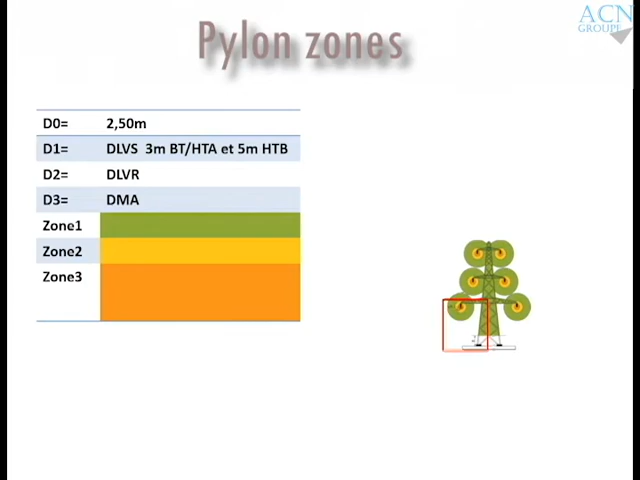 ACN
GROUPE
Pylon zones
D0= 2,50m
D1= DLVS 3m BT/HTA et 5m HTB
D2= DLVR
D3= DMA
Zone1
Zone2
Zone3